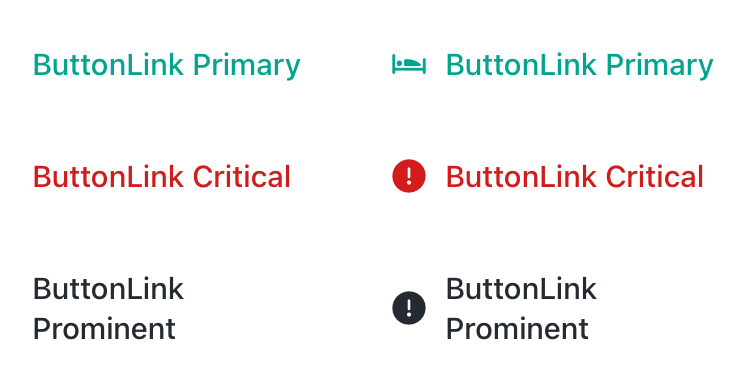 ButtonLink Primary
ButtonLink Primary
ButtonLink Critical
ButtonLink Critical
ButtonLink
Prominent
ButtonLink
Prominent